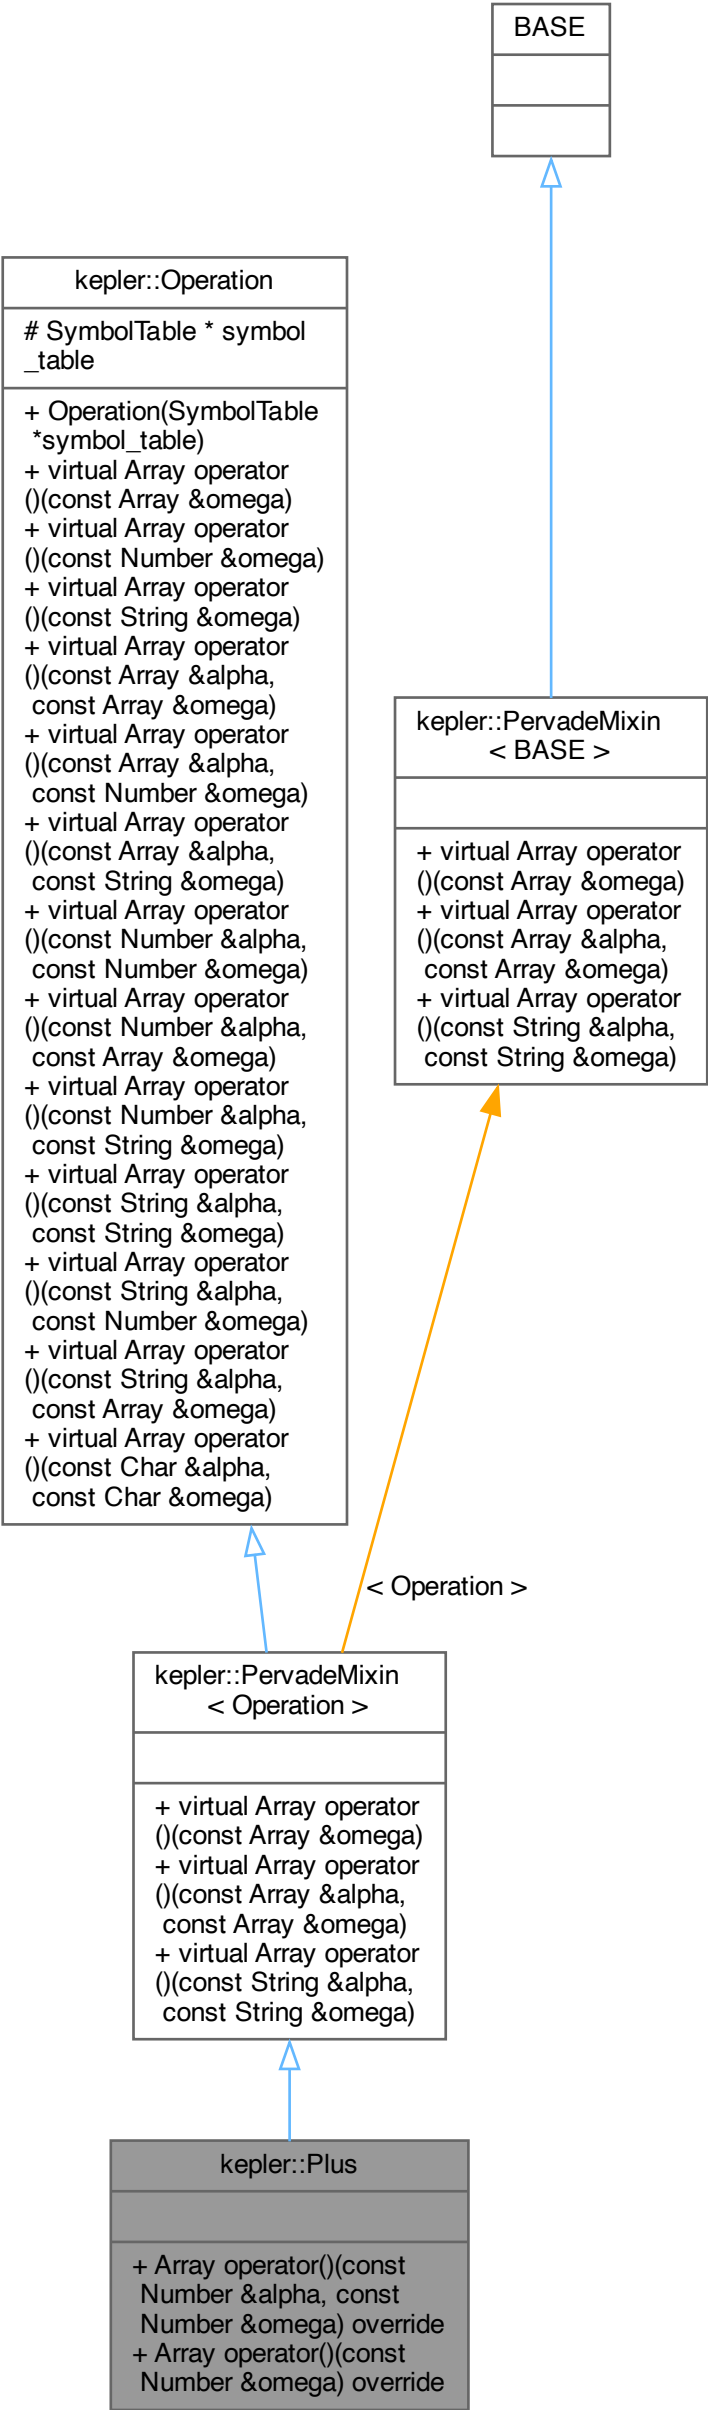 BASE
kepler::Operation
# SymbolTable * symbol
_table
+ Operation(SymbolTable
*symbol_table)
+ virtual Array operator
()(const Array &omega)
+ virtual Array operator
()(const Number &omega)
+ virtual Array operator
()(const String &omega)
+ virtual Array operator
()(const Array &alpha,
const Array &omega)
+ virtual Array operator
()(const Array &alpha,
const Number &omega)
+ virtual Array operator
()(const Array &alpha,
const String &omega)
+ virtual Array operator
()(const Number &alpha,
const Number &omega)
+ virtual Array operator
()(const Number &alpha,
const Array &omega)
+ virtual Array operator
()(const Number &alpha,
const String &omega)
+ virtual Array operator
()(const String &alpha,
const String &omega)
+ virtual Array operator
()(const String &alpha,
const Number &omega)
+ virtual Array operator
()(const String &alpha,
const Array &omega)
+ virtual Array operator
()(const Char &alpha,
const Char &omega)
kepler::PervadeMixin
< BASE >
+ virtual Array operator
()(const Array &omega)
+ virtual Array operator
()(const Array &alpha,
const Array &omega)
+ virtual Array operator
()(const String &alpha,
const String &omega)
< Operation >
kepler::PervadeMixin
< Operation >
+ virtual Array operator
()(const Array &omega)
+ virtual Array operator
()(const Array &alpha,
const Array &omega)
+ virtual Array operator
()(const String &alpha,
const String &omega)
kepler::Plus
+ Array operator()(const
Number &alpha, const
Number &omega) override
+ Array operator()(const
Number &omega) override